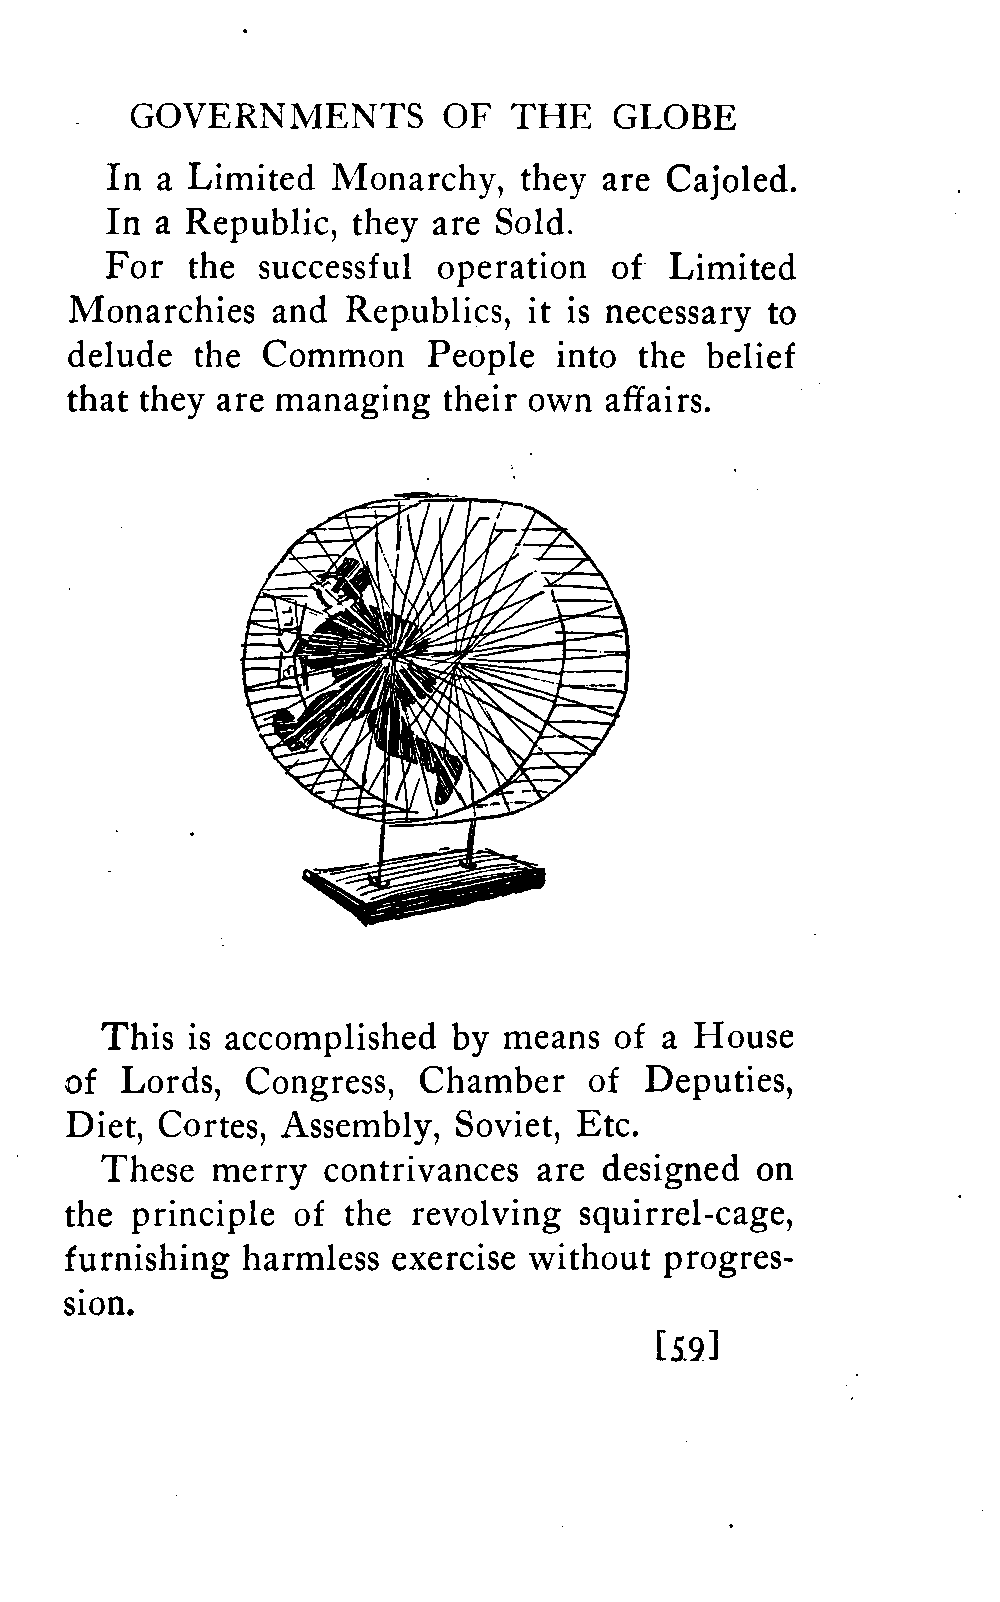 GOVERNMENTS OF THE GLOBE
In a Limited Monarchy, they are Cajoled.
In a Republic, they are Sold.
For the successful operation of Limited
Monarchies and Republics, it is necessary to
delude the Common People into the belief
that they are managing their own affairs.
BILL
This is accomplished by means of a House
of Lords, Congress, Chamber of Deputies,
Diet, Cortes, Assembly, Soviet, Etc.
These merry contrivances are designed on
the principle of the revolving squirrel-cage,
furnishing harmless exercise without progres-
sion.
[59]